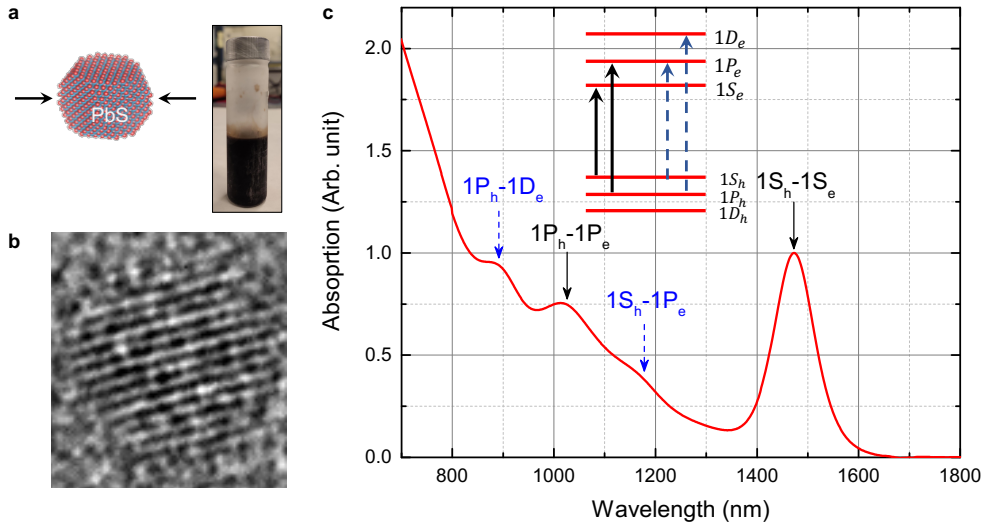 a
PbS
b
c
Absoprtion (Arb. unit)
2.0
1.5
1.0
0.5
0.0
1D_e
1P_e
1S_e
1S_h
1P_h
1D_h
1P_h-1D_e
1P_h-1P_e
1S_h-1P_e
1S_h-1S_e
800 1000 1200 1400 1600 1800
Wavelength (nm)